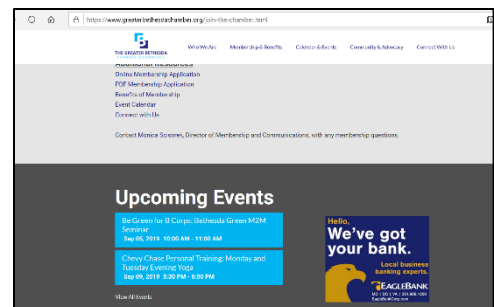 https://www.greaterbethesdachamber.org/join-the-chamber.html
THE GREATER BETHESDA
Who We Are Membership & Benefits Calendar & Events Community & Advocacy Connect With Us
Additional Resources
Online Membership Application
PDF Membership Application
Benefits of Membership
Event Calendar
Connect with Us
Contact Monica Sciscoek, Director of Membership and Communications, with any membership questions.
Upcoming Events
Be Green for B Corps: Bethesda Green M2M
Seminar
Sep 05, 2019 10:00 AM - 11:00 AM
Chevy Chase Personal Training: Monday and
Tuesday Evening Yoga
Sep 09, 2019 5:30 PM - 6:00 PM
View All Events
Hello,
We've got
your bank.
Local business
banking experts.
EAGLEBANK